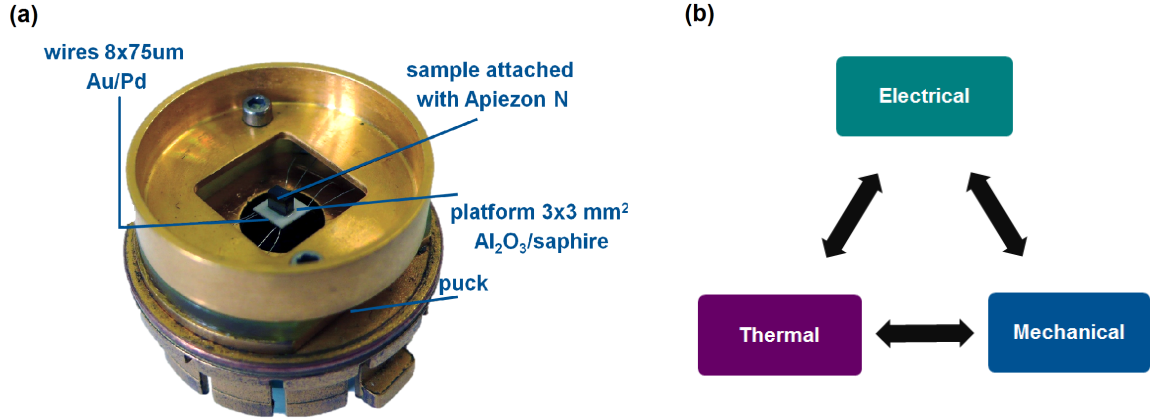 (a)
wires 8x75um
Au/Pd
sample attached
with Apiezon N
platform 3x3 mm²
Al₂O₃/saphire
puck
(b)
Electrical
Thermal
Mechanical